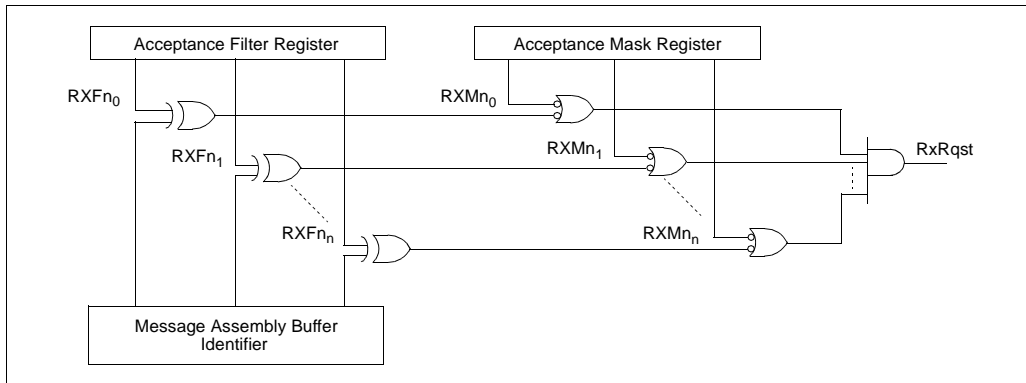 Acceptance Filter Register
Acceptance Mask Register
RXFn0
RXMn0
RXFn1
RXMn1
RxRqst
RXFnn
RXMnn
Message Assembly Buffer
Identifier